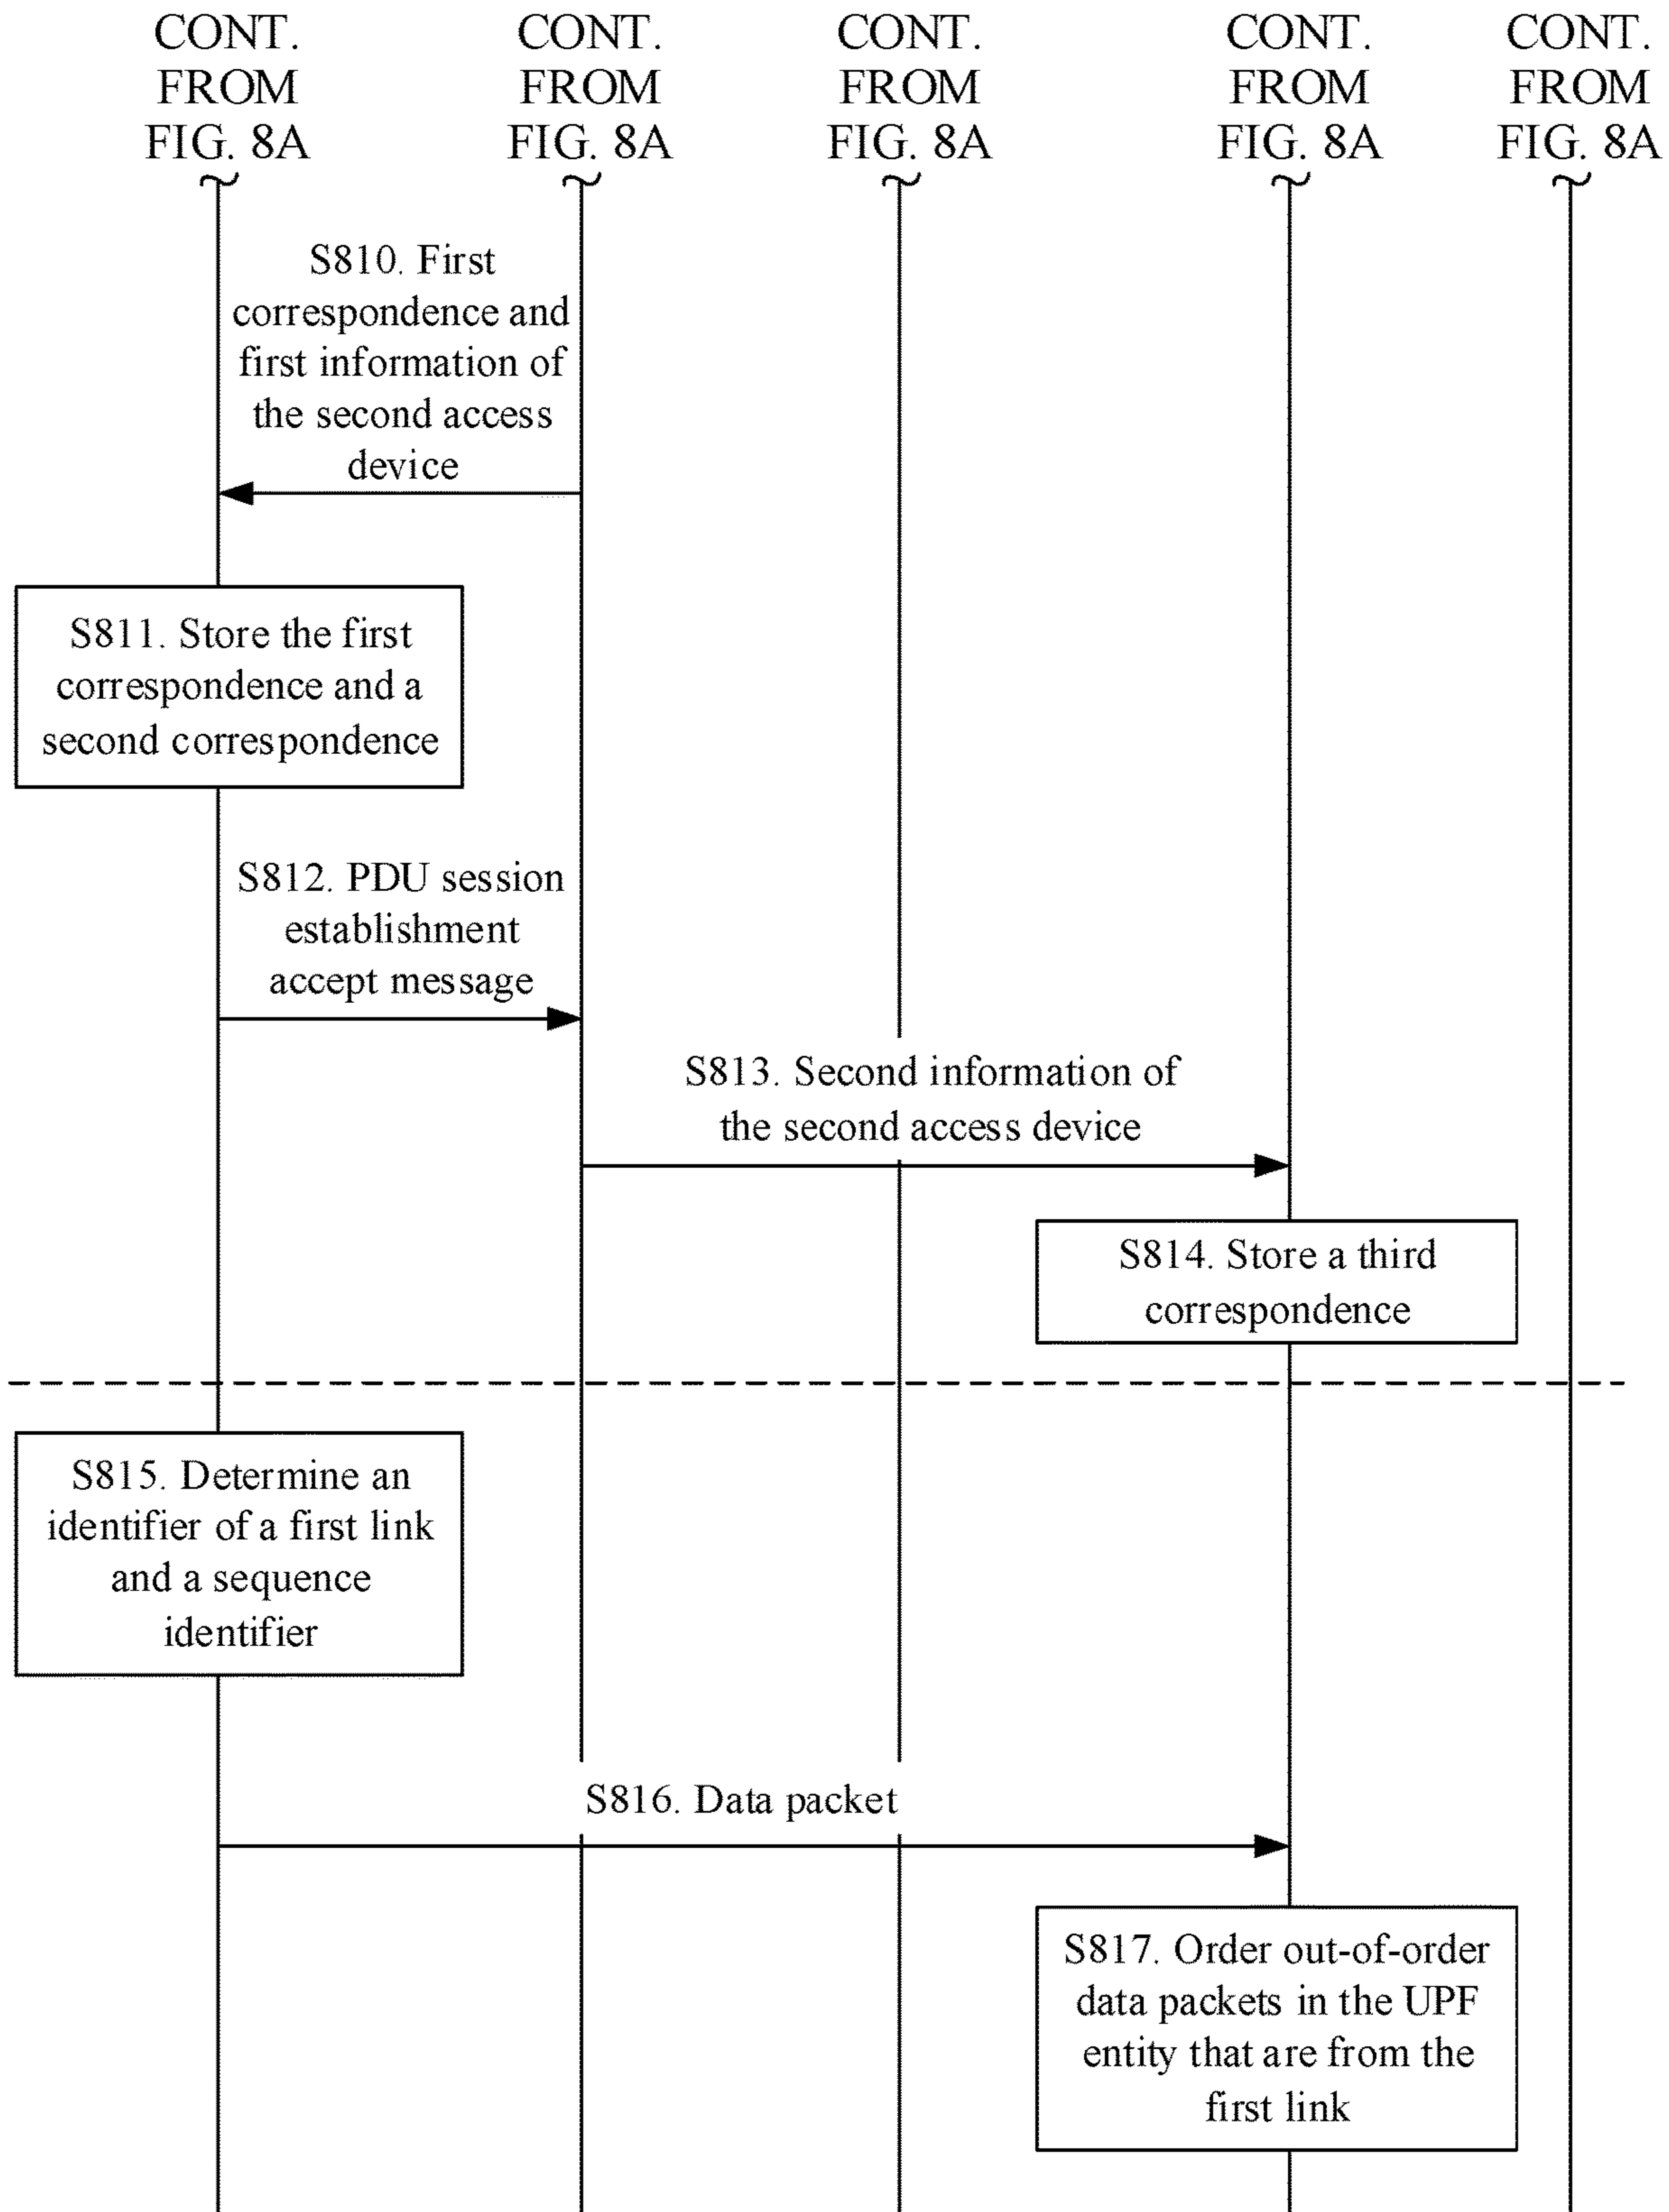 CONT.
FROM
FIG. 8A
CONT.
FROM
FIG. 8A
CONT.
FROM
FIG. 8A
CONT.
FROM
FIG. 8A
CONT.
FROM
FIG. 8A
S810. First
correspondence and
first information of
the second access
device
S811. Store the first
correspondence and a
second correspondence
S812. PDU session
establishment
accept message
S813. Second information of
the second access device
S814. Store a third
correspondence
S815. Determine an
identifier of a first link
and a sequence
identifier
S816. Data packet
S817. Order out-of-order
data packets in the UPF
entity that are from the
first link